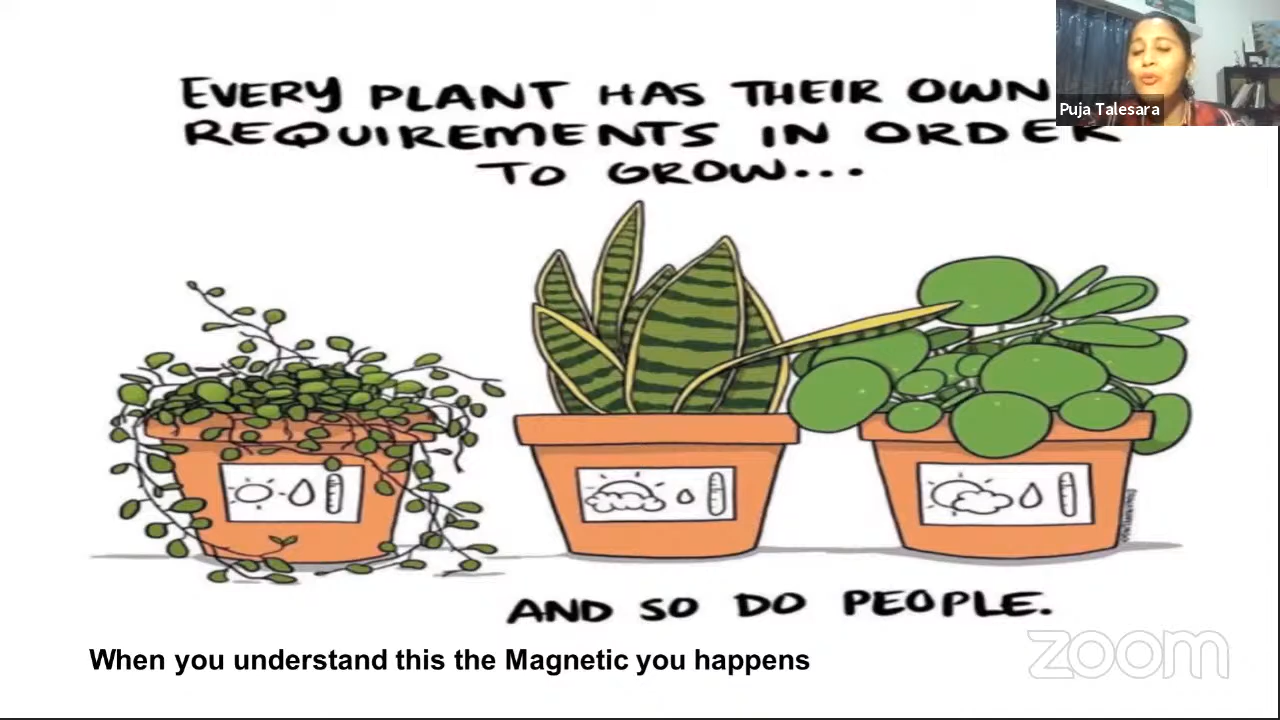 EVERY PLANT HAS THEIR OWN
REQUIREMENTS IN ORDER
TO GROW...
Puja Talesara
AND SO DO PEOPLE.
When you understand this the Magnetic you happens
zoom